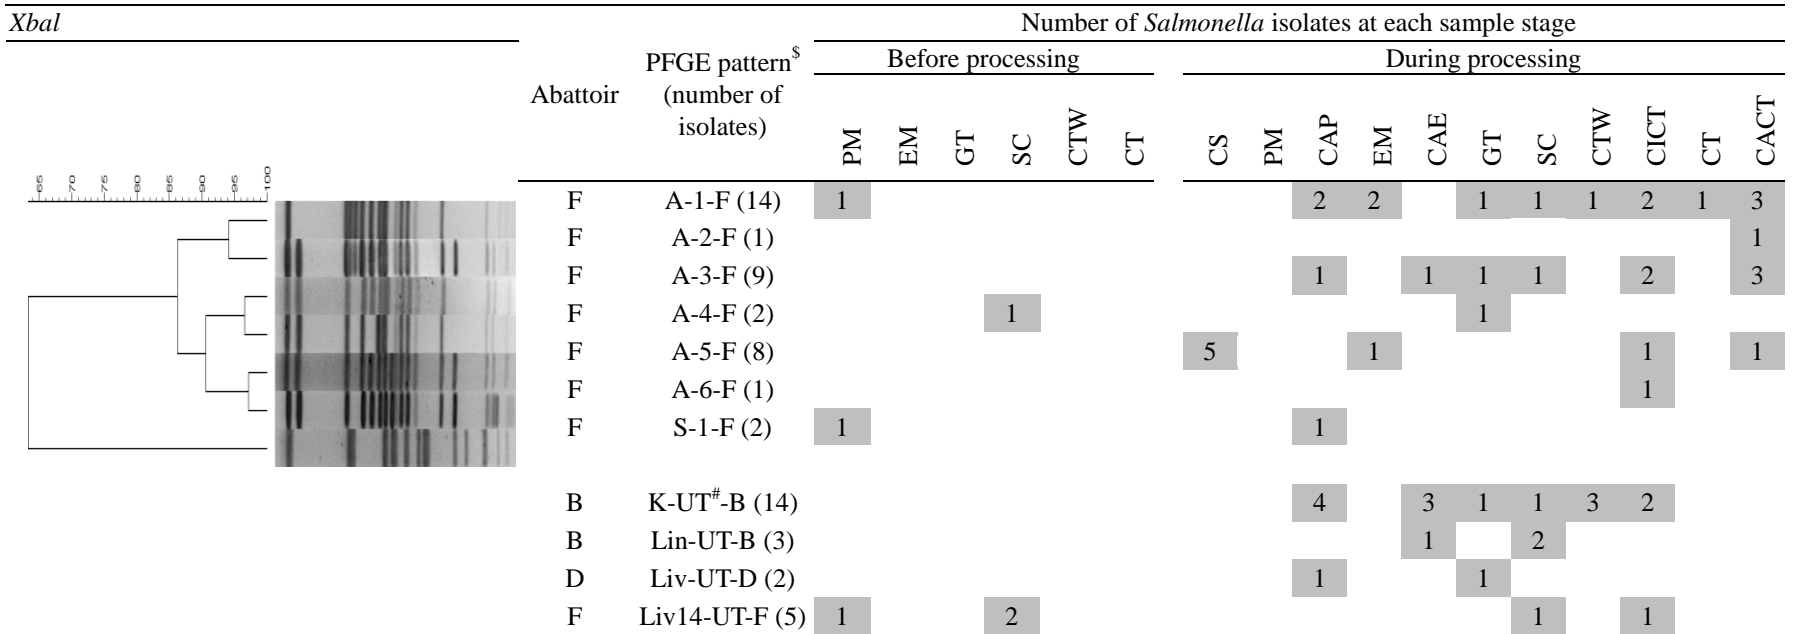 XbaI
Number of Salmonella isolates at each sample stage
Abattoir
PFGE pattern$
(number of
isolates)
Before processing
During processing
PM EM GT SC CTW CT CS PM CAP EM CAE GT SC CTW CICT CT CACT
65 70 75 80 85 90 95 100
F A-1-F (14) 1 2 2 1 1 1 2 1 3
F A-2-F (1) 1
F A-3-F (9) 1 1 1 1 2 3
F A-4-F (2) 1 1
F A-5-F (8) 5 1 1 1
F A-6-F (1) 1
F S-1-F (2) 1 1
B K-UT#-B (14) 4 3 1 1 3 2
B Lin-UT-B (3) 1 2
D Liv-UT-D (2) 1 1
F Liv14-UT-F (5) 1 2 1 1